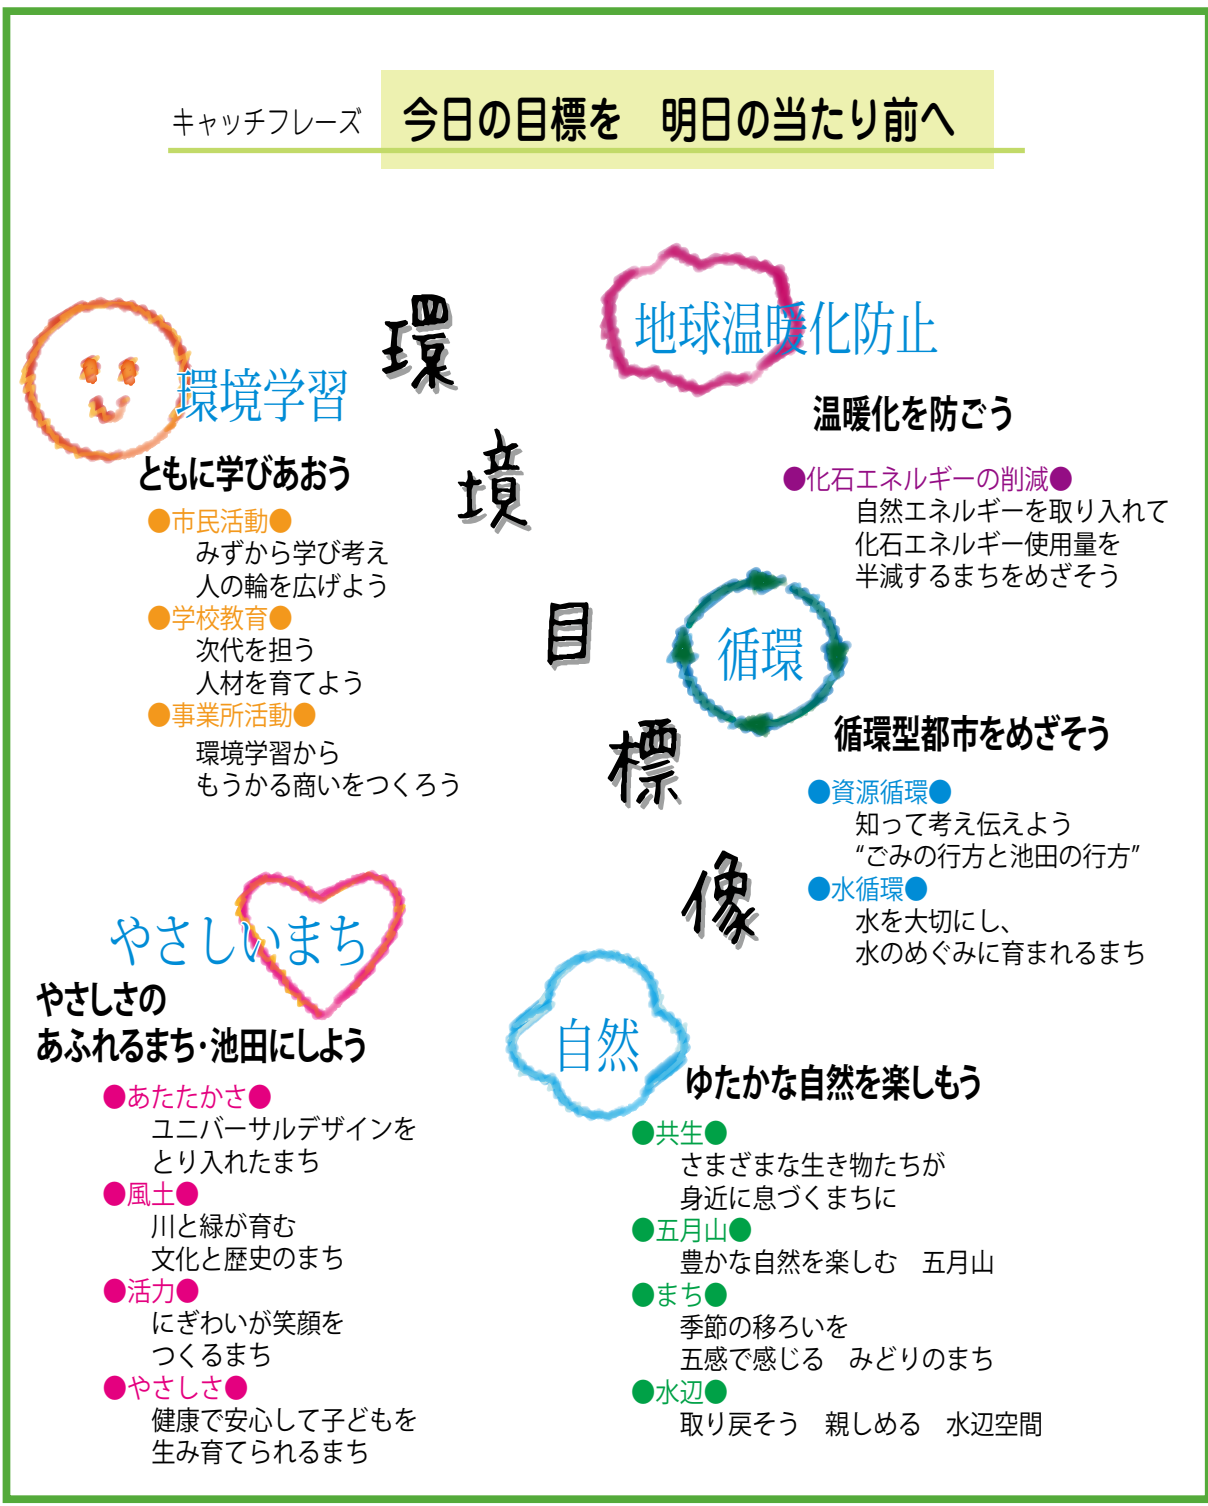 キャッチフレーズ 今日の目標を 明日の当たり前へ
環境目標像
環境学習
ともに学びあおう
●市民活動●
みずから学び考え
人の輪を広げよう
●学校教育●
次代を担う
人材を育てよう
●事業所活動●
環境学習から
もうかる商いをつくろう
地球温暖化防止
温暖化を防ごう
●化石エネルギーの削減●
自然エネルギーを取り入れて
化石エネルギー使用量を
半減するまちをめざそう
循環
循環型都市をめざそう
●資源循環●
知って考え伝えよう
“ごみの行方と池田の行方”
●水循環●
水を大切にし、
水のめぐみに育まれるまち
やさしいまち
やさしさの
あふれるまち・池田にしよう
●あたたかさ●
ユニバーサルデザインを
とり入れたまち
●風土●
川と緑が育む
文化と歴史のまち
●活力●
にぎわいが笑顔を
つくるまち
●やさしさ●
健康で安心して子どもを
生み育てられるまち
自然
ゆたかな自然を楽しもう
●共生●
さまざまな生き物たちが
身近に息づくまちに
●五月山●
豊かな自然を楽しむ 五月山
●まち●
季節の移ろいを
五感で感じる みどりのまち
●水辺●
取り戻そう 親しめる 水辺空間